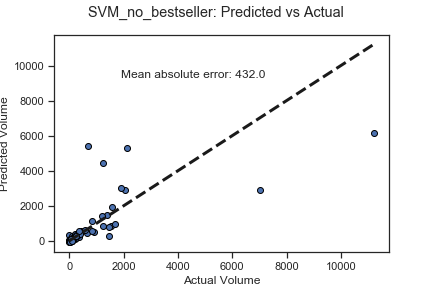 SVM_no_bestseller: Predicted vs Actual
Mean absolute error: 432.0
Predicted Volume
10000
8000
6000
4000
2000
0
0 2000 4000 6000 8000 10000
Actual Volume